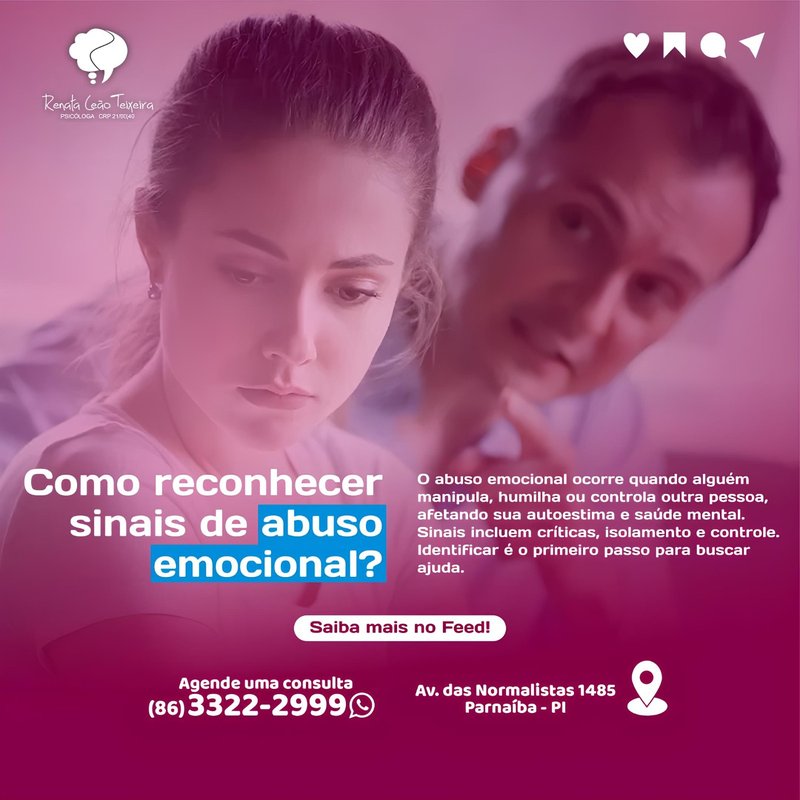 Renata Leão Teixeira
PSICÓLOGA
Como reconhecer
sinais de abuso
emocional?
O abuso emocional ocorre quando alguém
manipula, humilha ou controla outra pessoa,
afetando sua autoestima e saúde mental.
Sinais incluem críticas, isolamento e controle.
Identificar é o primeiro passo para buscar
ajuda.
Saiba mais no Feed!
Agende uma consulta
(86) 3322-2999
Av. das Normalistas 1485
Parnaíba - PI